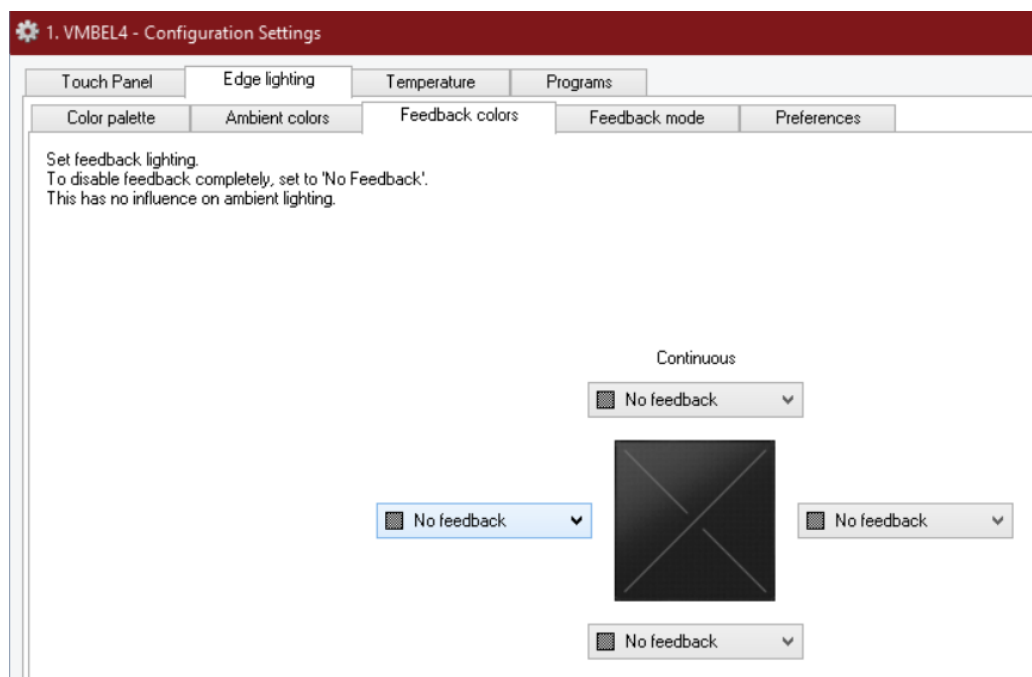 1. VMBEL4 - Configuration Settings
Touch Panel Edge lighting Temperature Programs
Color palette Ambient colors Feedback colors Feedback mode Preferences
Set feedback lighting.
To disable feedback completely, set to 'No Feedback'.
This has no influence on ambient lighting.
Continuous
No feedback
No feedback No feedback
No feedback